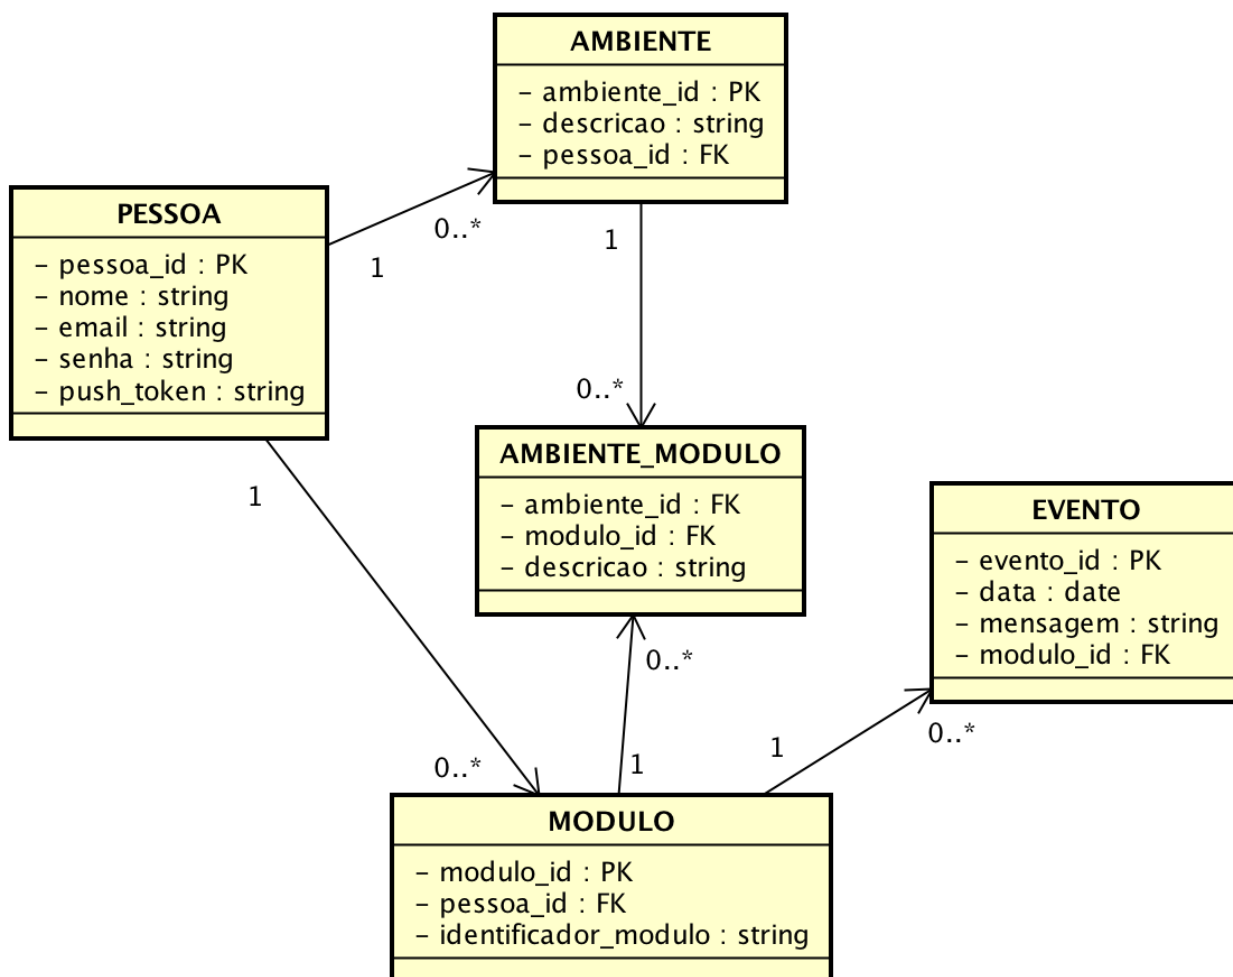 AMBIENTE
– ambiente_id : PK
– descricao : string
– pessoa_id : FK
PESSOA
– pessoa_id : PK
– nome : string
– email : string
– senha : string
– push_token : string
1
0..*
1
0..*
AMBIENTE_MODULO
– ambiente_id : FK
– modulo_id : FK
– descricao : string
1
0..*
EVENTO
– evento_id : PK
– data : date
– mensagem : string
– modulo_id : FK
0..*
1
1
0..*
MODULO
– modulo_id : PK
– pessoa_id : FK
– identificador_modulo : string